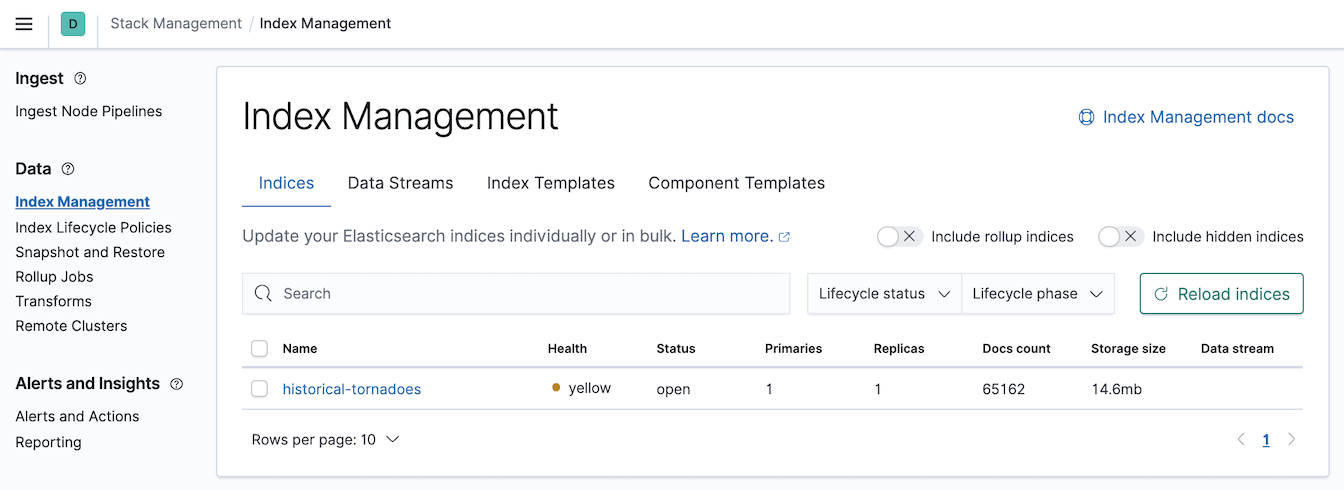 D Stack Management / Index Management
Ingest
Ingest Node Pipelines
Data
Index Management
Index Lifecycle Policies
Snapshot and Restore
Rollup Jobs
Transforms
Remote Clusters
Alerts and Insights
Alerts and Actions
Reporting
Index Management
Index Management docs
Indices Data Streams Index Templates Component Templates
Update your Elasticsearch indices individually or in bulk. Learn more. Include rollup indices Include hidden indices
Search Lifecycle status Lifecycle phase Reload indices
Name Health Status Primaries Replicas Docs count Storage size Data stream
historical-tornadoes yellow open 1 1 65162 14.6mb
Rows per page: 10 1